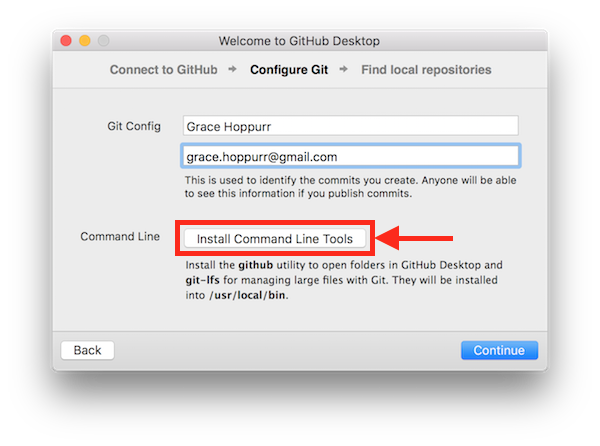 Welcome to GitHub Desktop
Connect to GitHub → Configure Git → Find local repositories
Git Config
Grace Hoppurr
grace.hoppurr@gmail.com
This is used to identify the commits you create. Anyone will be able
to see this information if you publish commits.
Command Line
Install Command Line Tools
Install the github utility to open folders in GitHub Desktop and
git-lfs for managing large files with Git. They will be installed
into /usr/local/bin.
Back
Continue